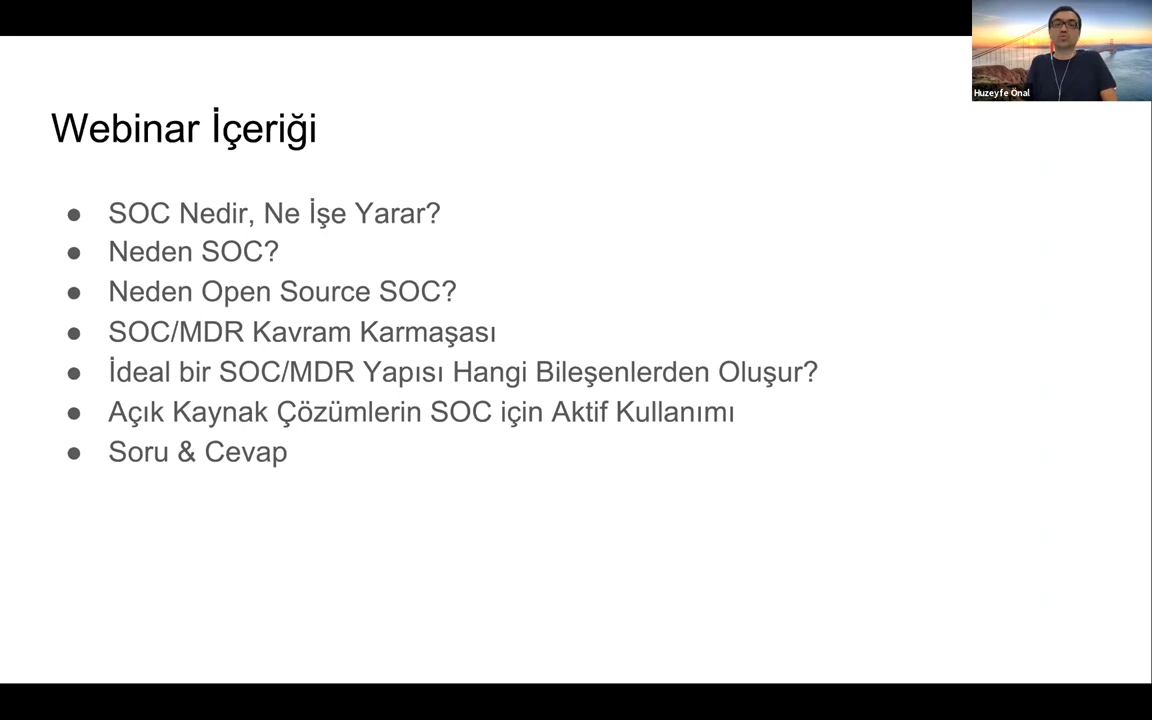 Huzeyfe Önal
Webinar İçeriği
● SOC Nedir, Ne İşe Yarar?
● Neden SOC?
● Neden Open Source SOC?
● SOC/MDR Kavram Karmaşası
● İdeal bir SOC/MDR Yapısı Hangi Bileşenlerden Oluşur?
● Açık Kaynak Çözümlerin SOC için Aktif Kullanımı
● Soru & Cevap